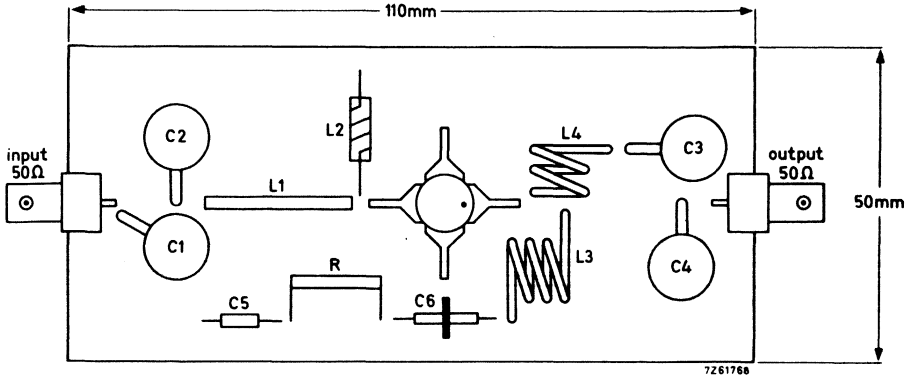 110mm
C2
L2
L4
C3
input
50Ω
output
50Ω
L1
50mm
C1
L3
C4
R
C5
C6
7Z61768